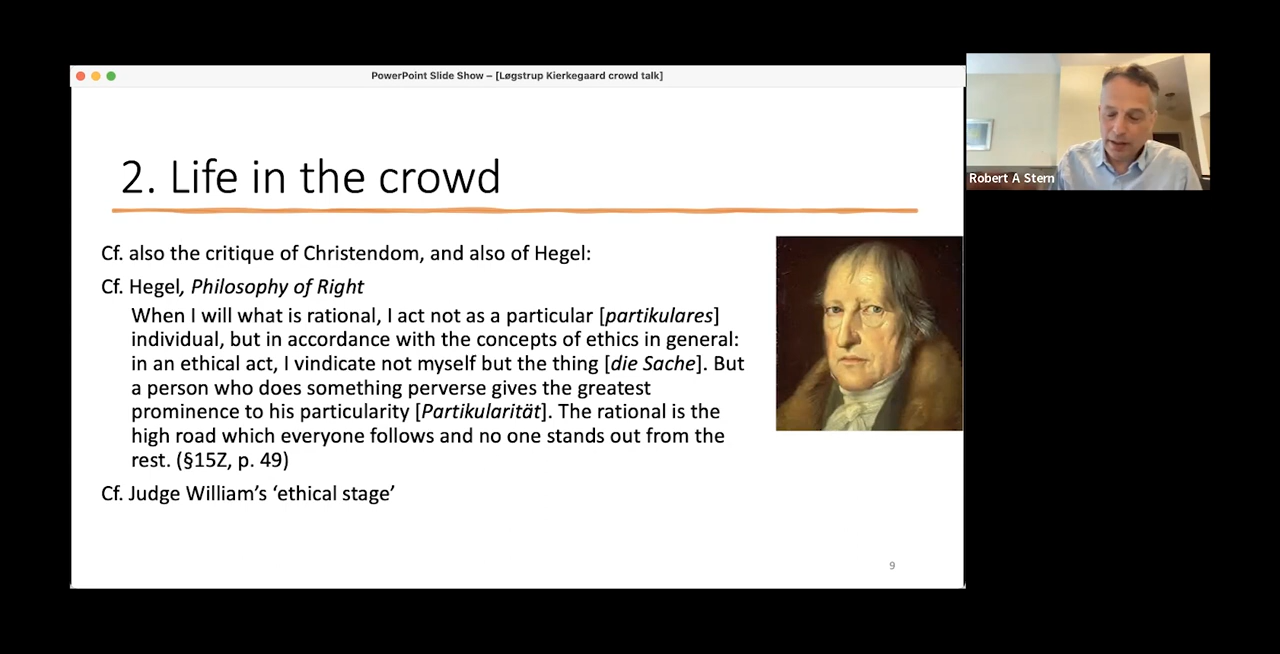 PowerPoint Slide Show – [Løgstrup Kierkegaard crowd talk]
Robert A Stern
2. Life in the crowd
Cf. also the critique of Christendom, and also of Hegel:
Cf. Hegel, Philosophy of Right
When I will what is rational, I act not as a particular [partikulares]
individual, but in accordance with the concepts of ethics in general:
in an ethical act, I vindicate not myself but the thing [die Sache]. But
a person who does something perverse gives the greatest
prominence to his particularity [Partikularität]. The rational is the
high road which everyone follows and no one stands out from the
rest. (§15Z, p. 49)
Cf. Judge William’s ‘ethical stage’
9